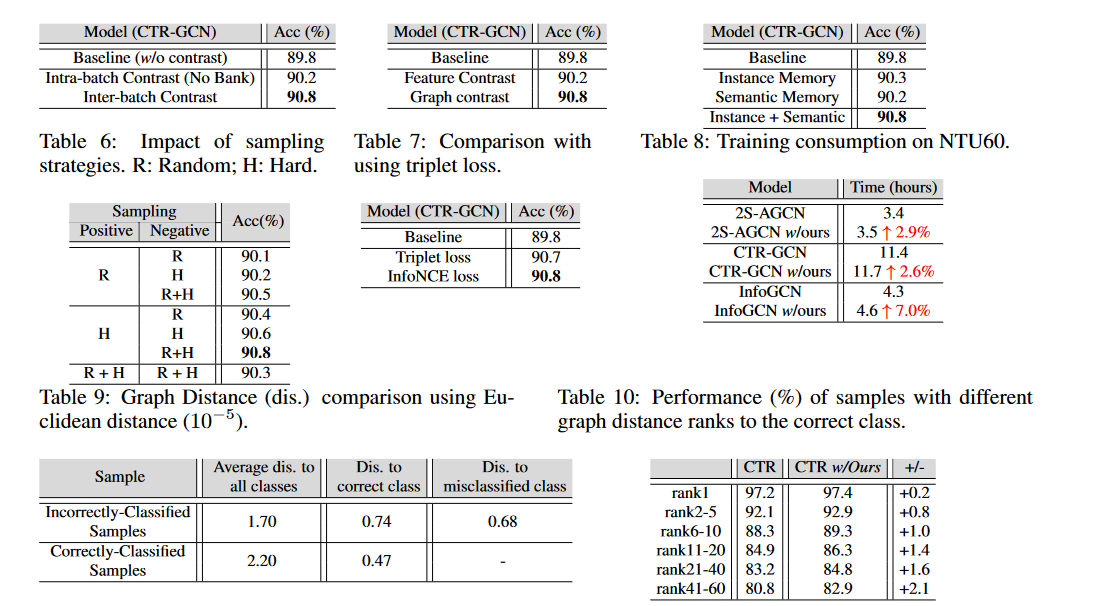 Model (CTR-GCN) Acc (%)
Baseline (w/o contrast) 89.8
Intra-batch Contrast (No Bank) 90.2
Inter-batch Contrast 90.8
Model (CTR-GCN) Acc (%)
Baseline 89.8
Feature Contrast 90.2
Graph contrast 90.8
Model (CTR-GCN) Acc (%)
Baseline 89.8
Instance Memory 90.3
Semantic Memory 90.2
Instance + Semantic 90.8
Table 6: Impact of sampling
strategies. R: Random; H: Hard.
Table 7: Comparison with
using triplet loss.
Table 8: Training consumption on NTU60.
Sampling Acc(%)
Positive Negative
R 90.1
R H 90.2
R+H 90.5
R 90.4
H H 90.6
R+H 90.8
R + H R + H 90.3
Model (CTR-GCN) Acc (%)
Baseline 89.8
Triplet loss 90.7
InfoNCE loss 90.8
Model Time (hours)
2S-AGCN 3.4
2S-AGCN w/ours 3.5 ↑ 2.9%
CTR-GCN 11.4
CTR-GCN w/ours 11.7 ↑ 2.6%
InfoGCN 4.3
InfoGCN w/ours 4.6 ↑ 7.0%
Table 9: Graph Distance (dis.) comparison using Eu-
clidean distance (10⁻⁵).
Table 10: Performance (%) of samples with different
graph distance ranks to the correct class.
Sample Average dis. to Dis. to Dis. to
all classes correct class misclassified class
Incorrectly-Classified
Samples 1.70 0.74 0.68
Correctly-Classified
Samples 2.20 0.47 -
CTR CTR w/Ours +/-
rank1 97.2 97.4 +0.2
rank2-5 92.1 92.9 +0.8
rank6-10 88.3 89.3 +1.0
rank11-20 84.9 86.3 +1.4
rank21-40 83.2 84.8 +1.6
rank41-60 80.8 82.9 +2.1